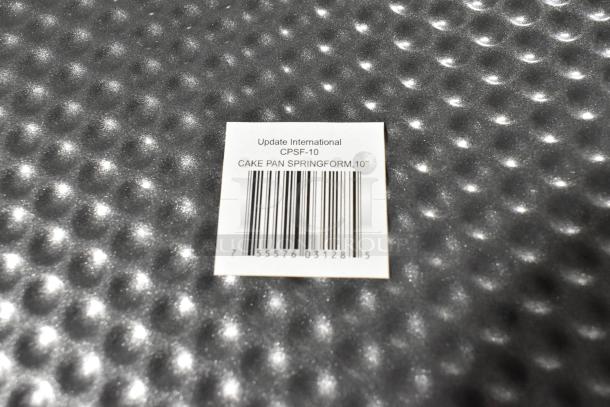 Update International
CPSF-10
CAKE PAN SPRINGFORM,10"
7 55576 03128 5